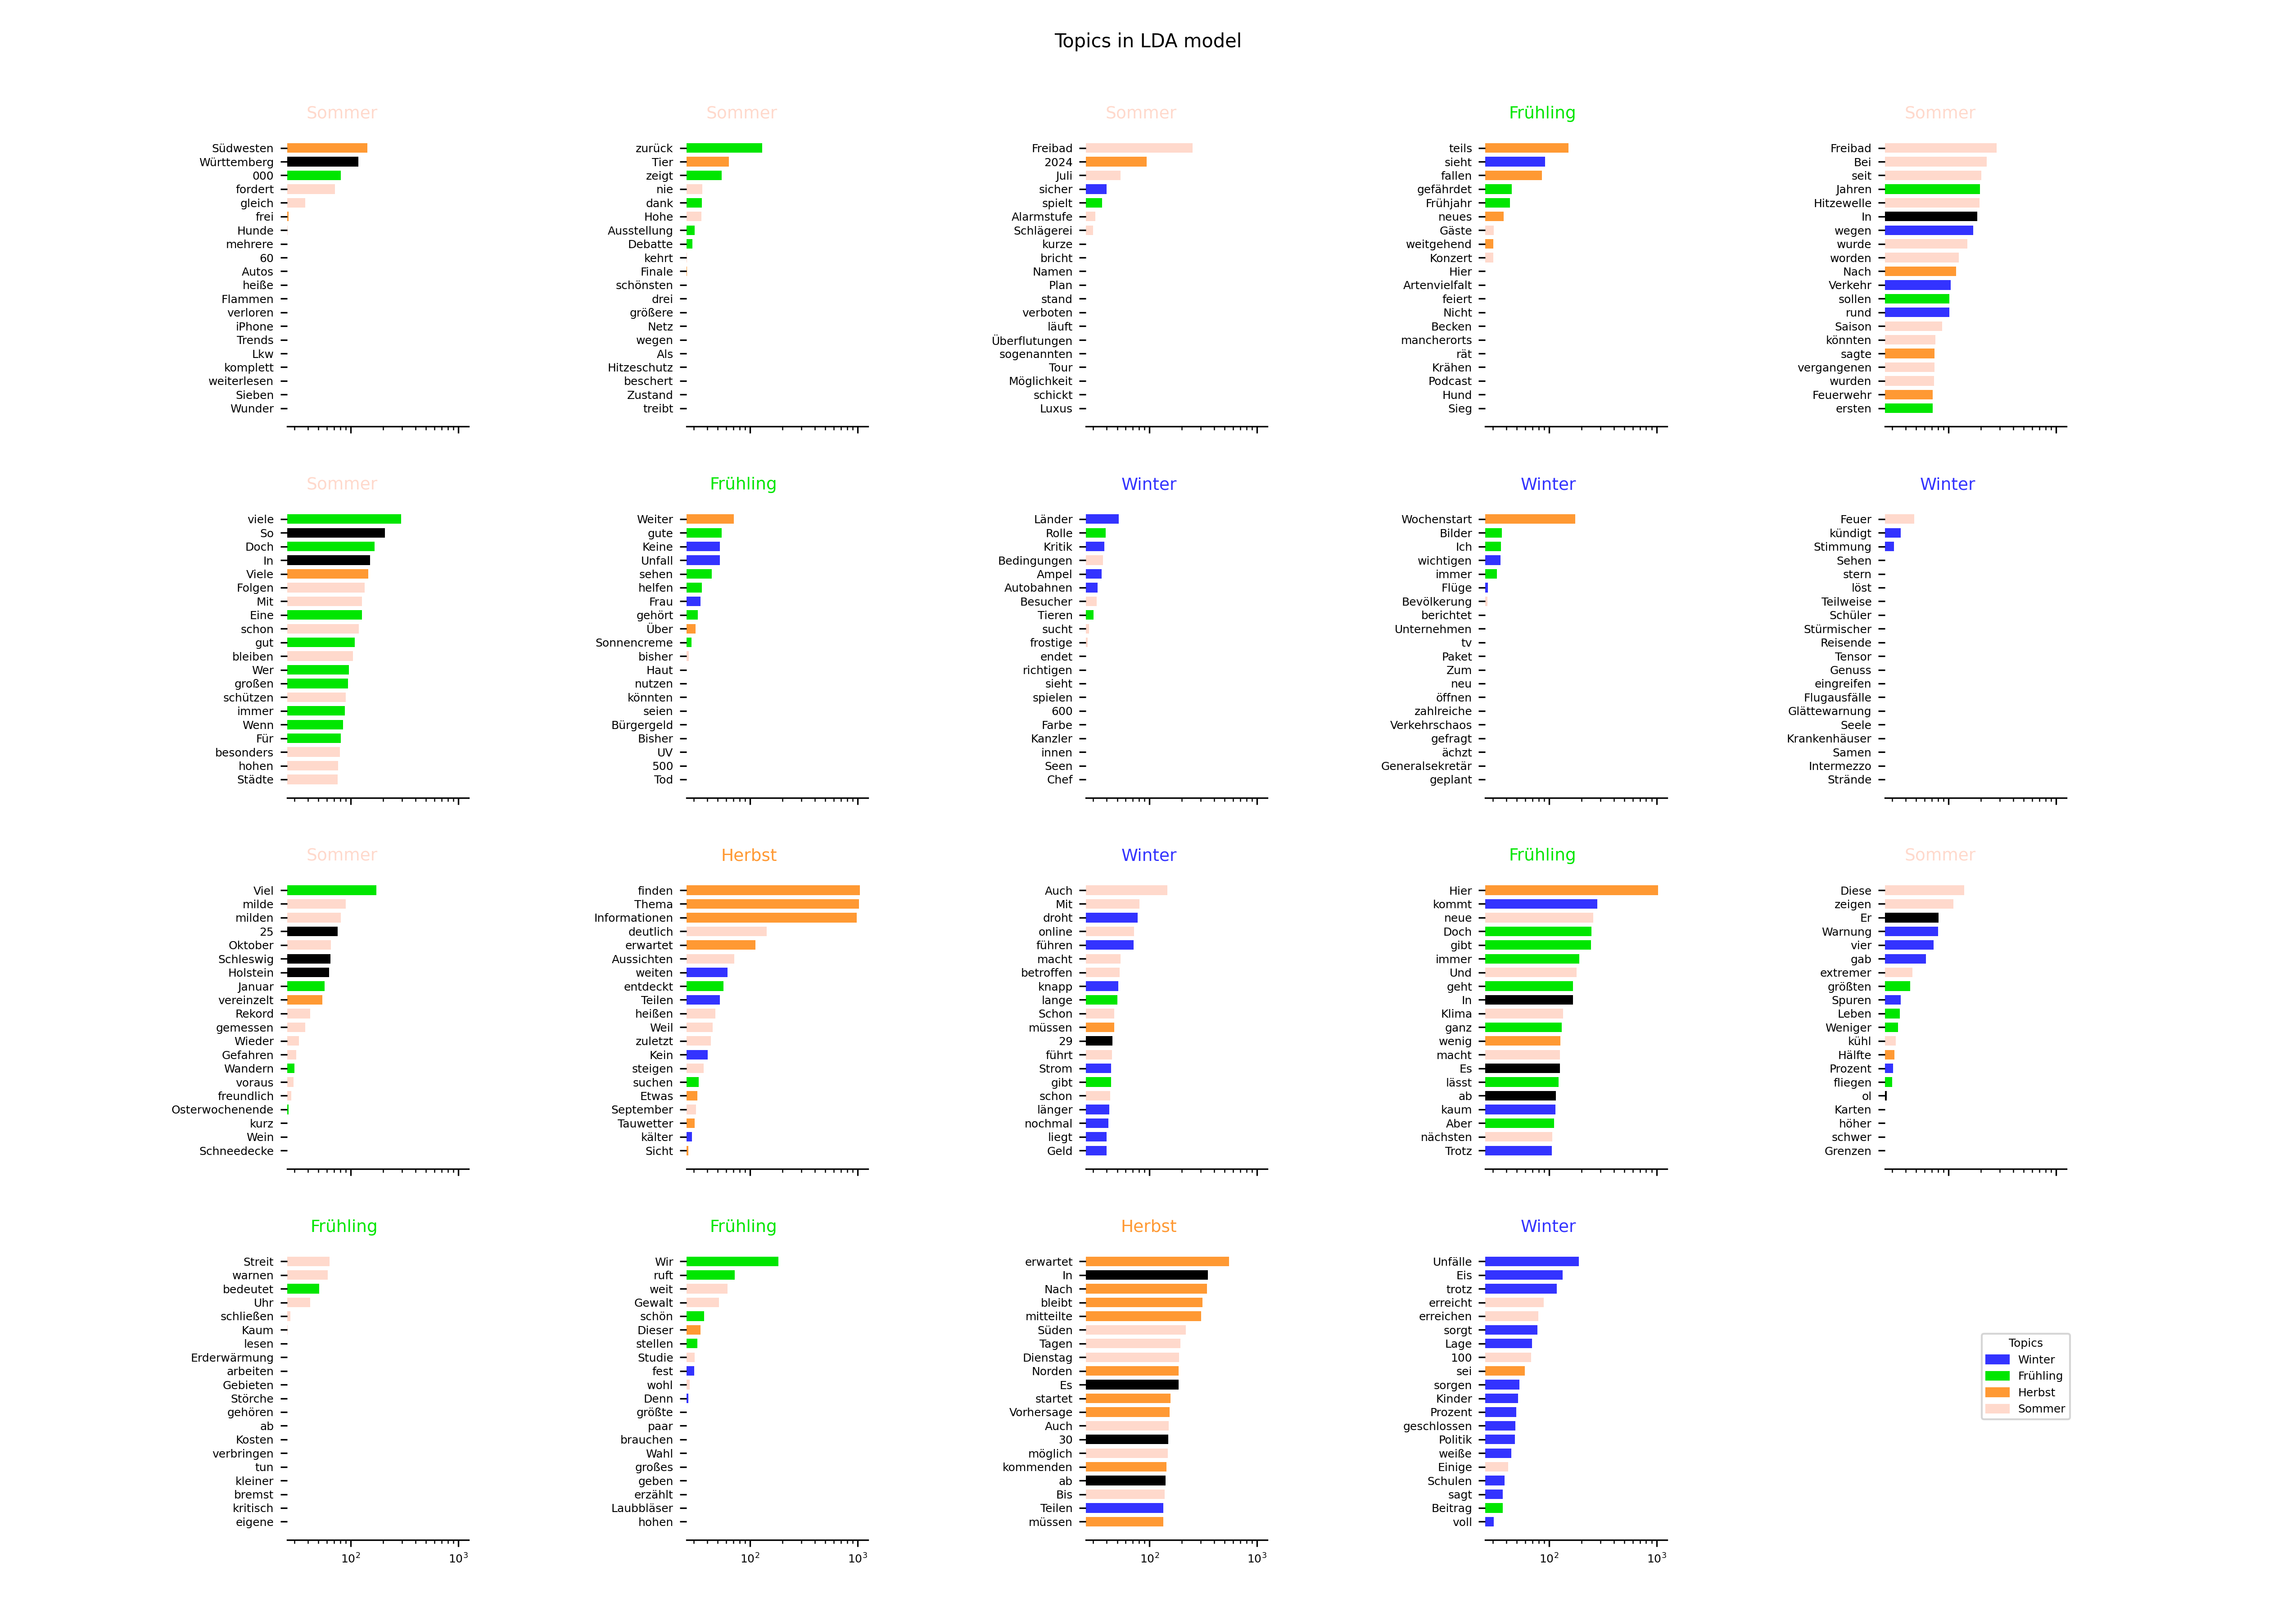 Topics in LDA model
Sommer
Südwesten
Württemberg
000
fordert
gleich
frei
Hunde
mehrere
60
Autos
heiße
Flammen
verloren
iPhone
Trends
Lkw
komplett
weiterlesen
Sieben
Wunder
Sommer
zurück
Tier
zeigt
nie
dank
Hohe
Ausstellung
Debatte
kehrt
Finale
schönsten
drei
größere
Netz
wegen
Als
Hitzeschutz
beschert
Zustand
treibt
Sommer
Freibad
2024
Juli
sicher
spielt
Alarmstufe
Schlägerei
kurze
bricht
Namen
Plan
stand
verboten
läuft
Überflutungen
sogenannten
Tour
Möglichkeit
schickt
Luxus
Frühling
teils
sieht
fallen
gefährdet
Frühjahr
neues
Gäste
weitgehend
Konzert
Hier
Artenvielfalt
feiert
Nicht
Becken
mancherorts
rät
Krähen
Podcast
Hund
Sieg
Sommer
Freibad
Bei
seit
Jahren
Hitzewelle
In
wegen
wurde
worden
Nach
Verkehr
sollen
rund
Saison
könnten
sagte
vergangenen
wurden
Feuerwehr
ersten
Sommer
viele
So
Doch
In
Viele
Folgen
Mit
Eine
schon
gut
bleiben
Wer
großen
schützen
immer
Wenn
Für
besonders
hohen
Städte
Frühling
Weiter
gute
Keine
Unfall
sehen
helfen
Frau
gehört
Über
Sonnencreme
bisher
Haut
nutzen
könnten
seien
Bürgergeld
Bisher
UV
500
Tod
Winter
Länder
Rolle
Kritik
Bedingungen
Ampel
Autobahnen
Besucher
Tieren
sucht
frostige
endet
richtigen
sieht
spielen
600
Farbe
Kanzler
innen
Seen
Chef
Winter
Wochenstart
Bilder
Ich
wichtigen
immer
Flüge
Bevölkerung
berichtet
Unternehmen
tv
Paket
Zum
neu
öffnen
zahlreiche
Verkehrschaos
gefragt
ächzt
Generalsekretär
geplant
Winter
Feuer
kündigt
Stimmung
Sehen
stern
löst
Teilweise
Schüler
Stürmischer
Reisende
Tensor
Genuss
eingreifen
Flugausfälle
Glättewarnung
Seele
Krankenhäuser
Samen
Intermezzo
Strände
Sommer
Viel
milde
milden
25
Oktober
Schleswig
Holstein
Januar
vereinzelt
Rekord
gemessen
Wieder
Gefahren
Wandern
voraus
freundlich
Osterwochenende
kurz
Wein
Schneedecke
Herbst
finden
Thema
Informationen
deutlich
erwartet
Aussichten
weiten
entdeckt
Teilen
heißen
Weil
zuletzt
Kein
steigen
suchen
Etwas
September
Tauwetter
kälter
Sicht
Winter
Auch
Mit
droht
online
führen
macht
betroffen
knapp
lange
Schon
müssen
29
führt
Strom
gibt
schon
länger
nochmal
liegt
Geld
Frühling
Hier
kommt
neue
Doch
gibt
immer
Und
geht
In
Klima
ganz
wenig
macht
Es
lässt
ab
kaum
Aber
nächsten
Trotz
Sommer
Diese
zeigen
Er
Warnung
vier
gab
extremer
größten
Spuren
Leben
Weniger
kühl
Hälfte
Prozent
fliegen
ol
Karten
höher
schwer
Grenzen
Frühling
Streit
warnen
bedeutet
Uhr
schließen
Kaum
lesen
Erderwärmung
arbeiten
Gebieten
Störche
gehören
ab
Kosten
verbringen
tun
kleiner
bremst
kritisch
eigene
10² 10³
Frühling
Wir
ruft
weit
Gewalt
schön
Dieser
stellen
Studie
fest
wohl
Denn
größte
paar
brauchen
Wahl
großes
geben
erzählt
Laubbläser
hohen
10² 10³
Herbst
erwartet
In
Nach
bleibt
mitteilte
Süden
Tagen
Dienstag
Norden
Es
startet
Vorhersage
Auch
30
möglich
kommenden
ab
Bis
Teilen
müssen
10² 10³
Winter
Unfälle
Eis
trotz
erreicht
erreichen
sorgt
Lage
100
sei
sorgen
Kinder
Prozent
geschlossen
Politik
weiße
Einige
Schulen
sagt
Beitrag
voll
10² 10³
Topics
Winter
Frühling
Herbst
Sommer